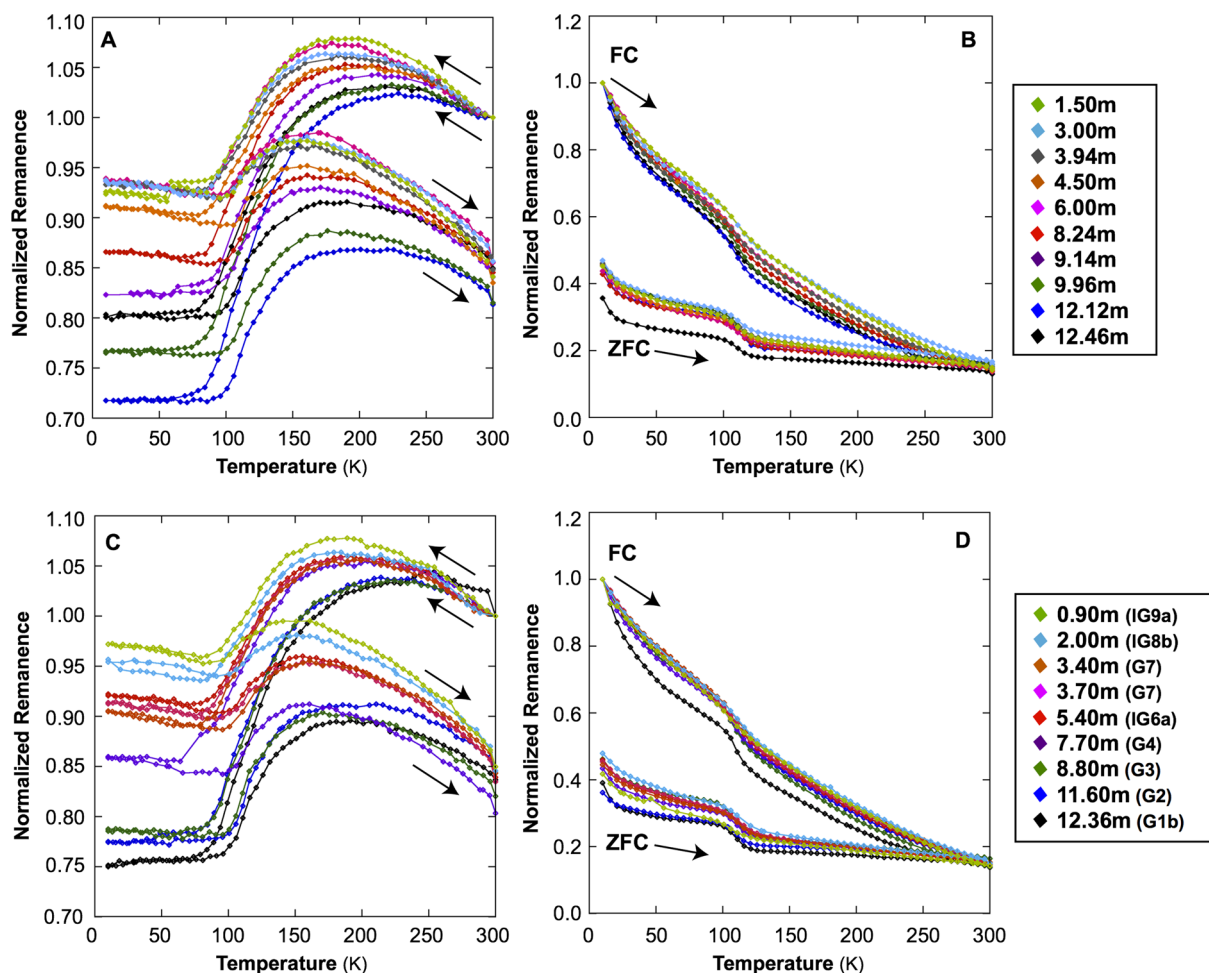 A
1.10
1.05
1.00
0.95
0.90
0.85
0.80
0.75
0.70
Normalized Remanence
0
50
100
150
200
250
300
Temperature (K)
B
FC
ZFC
1.2
1.0
0.8
0.6
0.4
0.2
0.0
Normalized Remanence
0
50
100
150
200
250
300
Temperature (K)
1.50m
3.00m
3.94m
4.50m
6.00m
8.24m
9.14m
9.96m
12.12m
12.46m
C
1.10
1.05
1.00
0.95
0.90
0.85
0.80
0.75
0.70
Normalized Remanence
0
50
100
150
200
250
300
Temperature (K)
D
FC
ZFC
1.2
1.0
0.8
0.6
0.4
0.2
0.0
Normalized Remanence
0
50
100
150
200
250
300
Temperature (K)
0.90m (IG9a)
2.00m (IG8b)
3.40m (G7)
3.70m (G7)
5.40m (IG6a)
7.70m (G4)
8.80m (G3)
11.60m (G2)
12.36m (G1b)